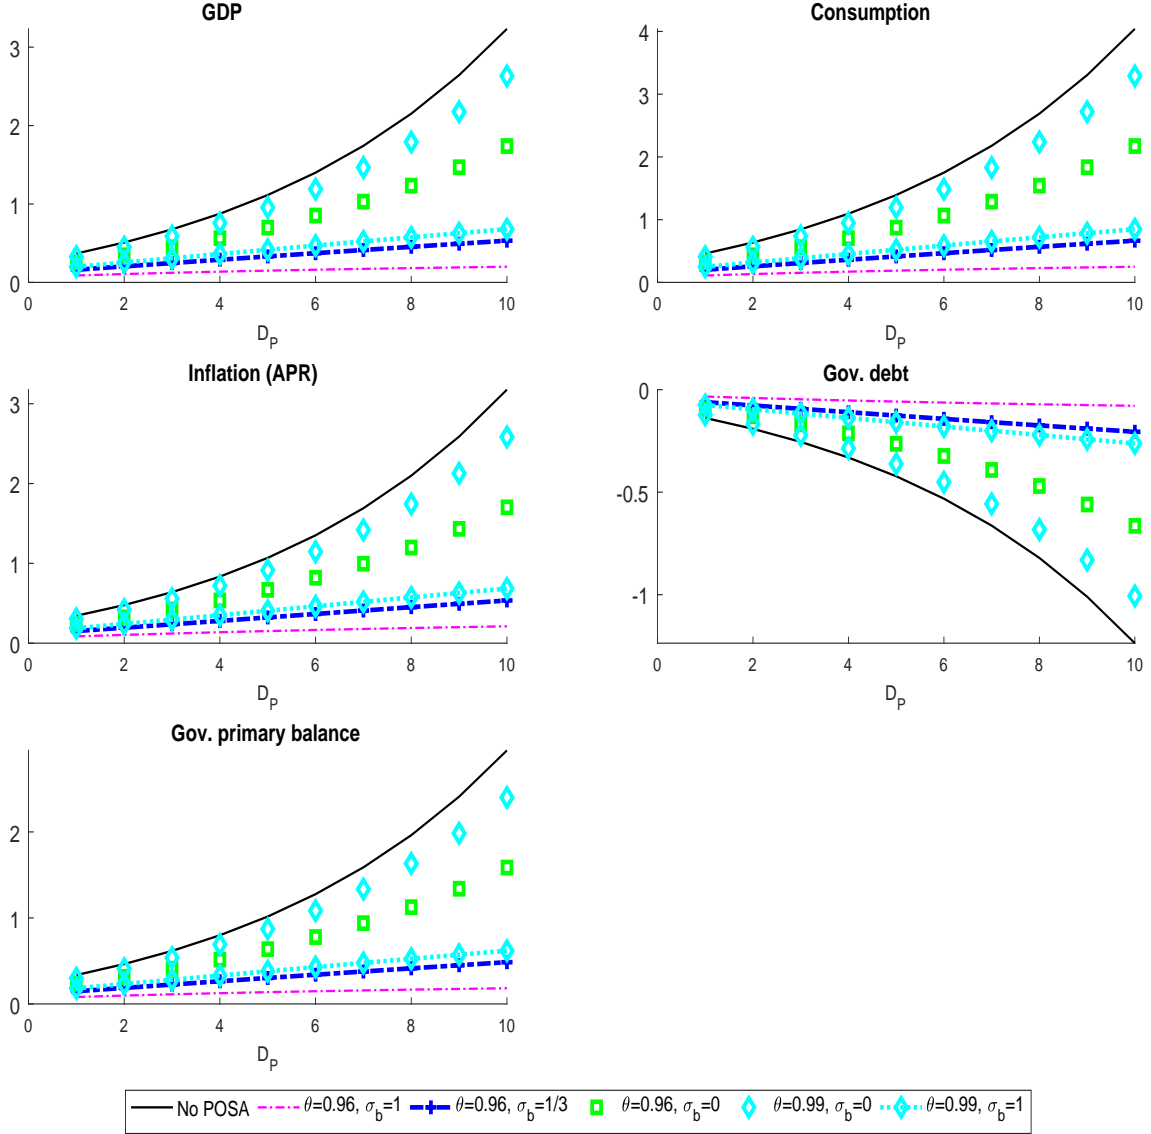 GDP
3
2
1
0
0 2 4 6 8 10
D_P
Consumption
4
3
2
1
0
0 2 4 6 8 10
D_P
Inflation (APR)
3
2
1
0
0 2 4 6 8 10
D_P
Gov. debt
0
-0.5
-1
0 2 4 6 8 10
D_P
Gov. primary balance
2
1
0
0 2 4 6 8 10
D_P
No POSA θ=0.96, σ_b=1 θ=0.96, σ_b=1/3 θ=0.96, σ_b=0 θ=0.99, σ_b=0 θ=0.99, σ_b=1